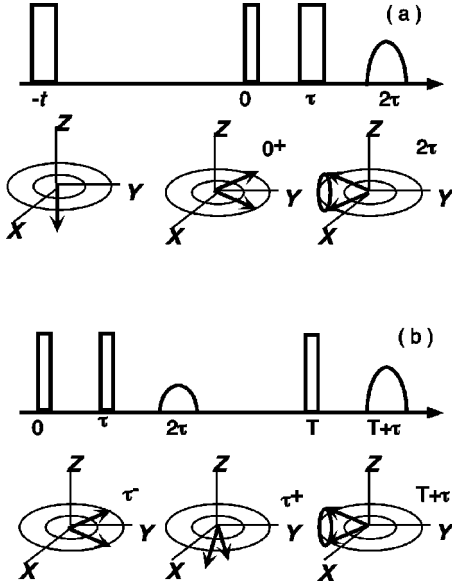 (a)
-t 0 τ 2τ
Z Z 0+ Z 2τ
Y Y Y
X X X
(b)
0 τ 2τ T T+τ
Z τ- Z τ+ Z T+τ
Y Y Y
X X X